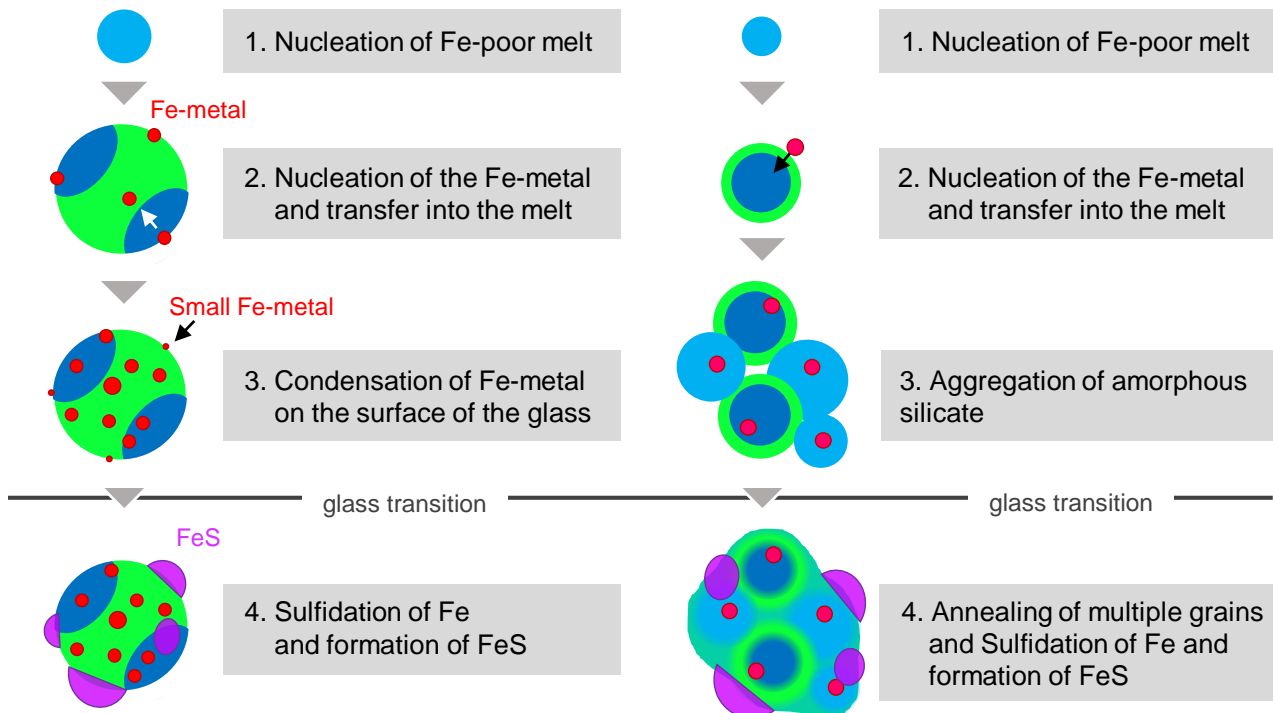 1. Nucleation of Fe-poor melt
Fe-metal
2. Nucleation of the Fe-metal
and transfer into the melt
Small Fe-metal
3. Condensation of Fe-metal
on the surface of the glass
glass transition
FeS
4. Sulfidation of Fe
and formation of FeS
1. Nucleation of Fe-poor melt
2. Nucleation of the Fe-metal
and transfer into the melt
3. Aggregation of amorphous
silicate
glass transition
4. Annealing of multiple grains
and Sulfidation of Fe and
formation of FeS